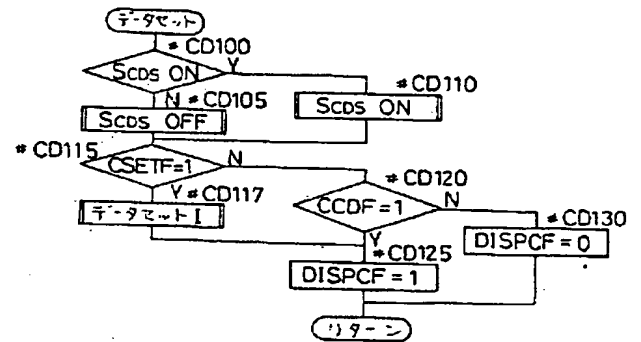 データセット
*CD100
SCDS ON
Y
*CD110
SCDS ON
N
*CD105
SCDS OFF
*CD115
CSETF=1
N
Y
*CD117
データセットI
*CD120
CCDF=1
N
*CD130
DISPCF=0
Y
*CD125
DISPCF=1
リターン